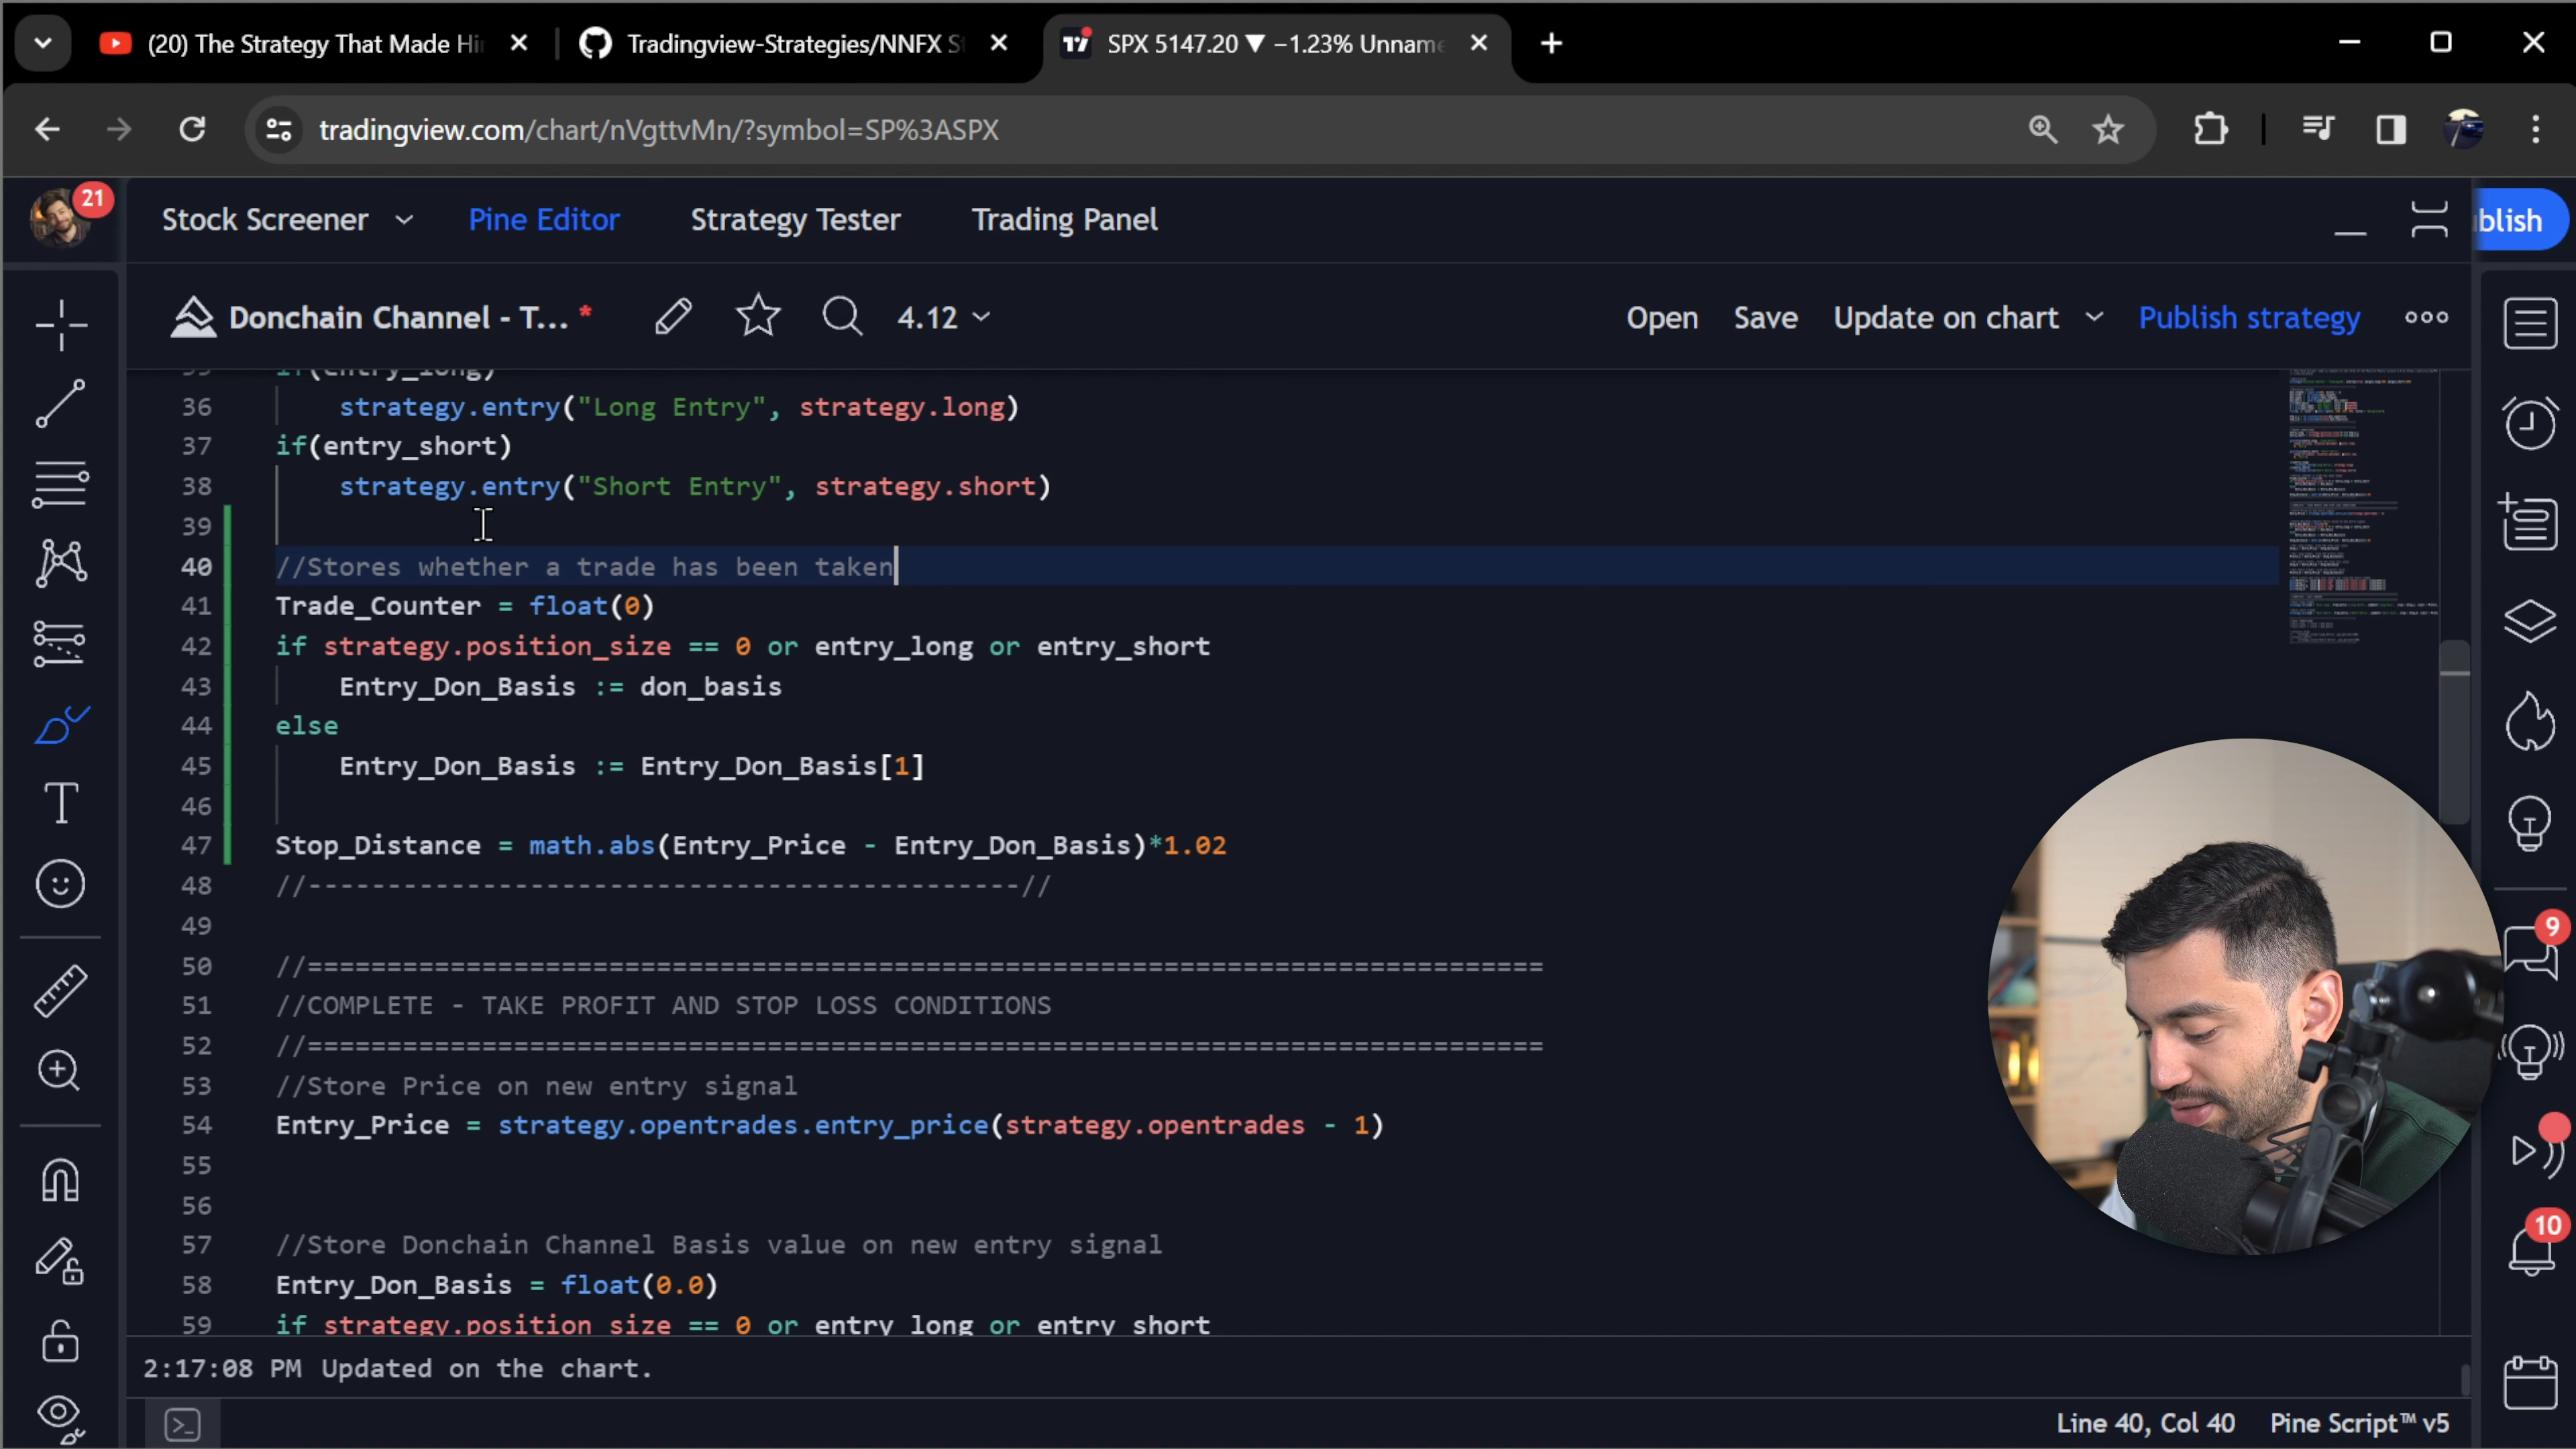 (20) The Strategy That Made Hi
Tradingview-Strategies/NNFX S
SPX 5147.20 ▼ −1.23% Unname
tradingview.com/chart/nVgttvMn/?symbol=SP%3ASPX
21
Stock Screener
Pine Editor
Strategy Tester
Trading Panel
blish
Donchain Channel - T... *
4.12
Open
Save
Update on chart
Publish strategy
35 if(entry_long)
36 strategy.entry("Long Entry", strategy.long)
37 if(entry_short)
38 strategy.entry("Short Entry", strategy.short)
39
40 //Stores whether a trade has been taken
41 Trade_Counter = float(0)
42 if strategy.position_size == 0 or entry_long or entry_short
43 Entry_Don_Basis := don_basis
44 else
45 Entry_Don_Basis := Entry_Don_Basis[1]
46
47 Stop_Distance = math.abs(Entry_Price - Entry_Don_Basis)*1.02
48 //---------------------------------------------//
49
50 //==============================================================================
51 //COMPLETE - TAKE PROFIT AND STOP LOSS CONDITIONS
52 //==============================================================================
53 //Store Price on new entry signal
54 Entry_Price = strategy.opentrades.entry_price(strategy.opentrades - 1)
55
56
57 //Store Donchain Channel Basis value on new entry signal
58 Entry_Don_Basis = float(0.0)
59 if strategy.position_size == 0 or entry_long or entry_short
9
10
2:17:08 PM Updated on the chart.
Line 40, Col 40
Pine Script™ v5